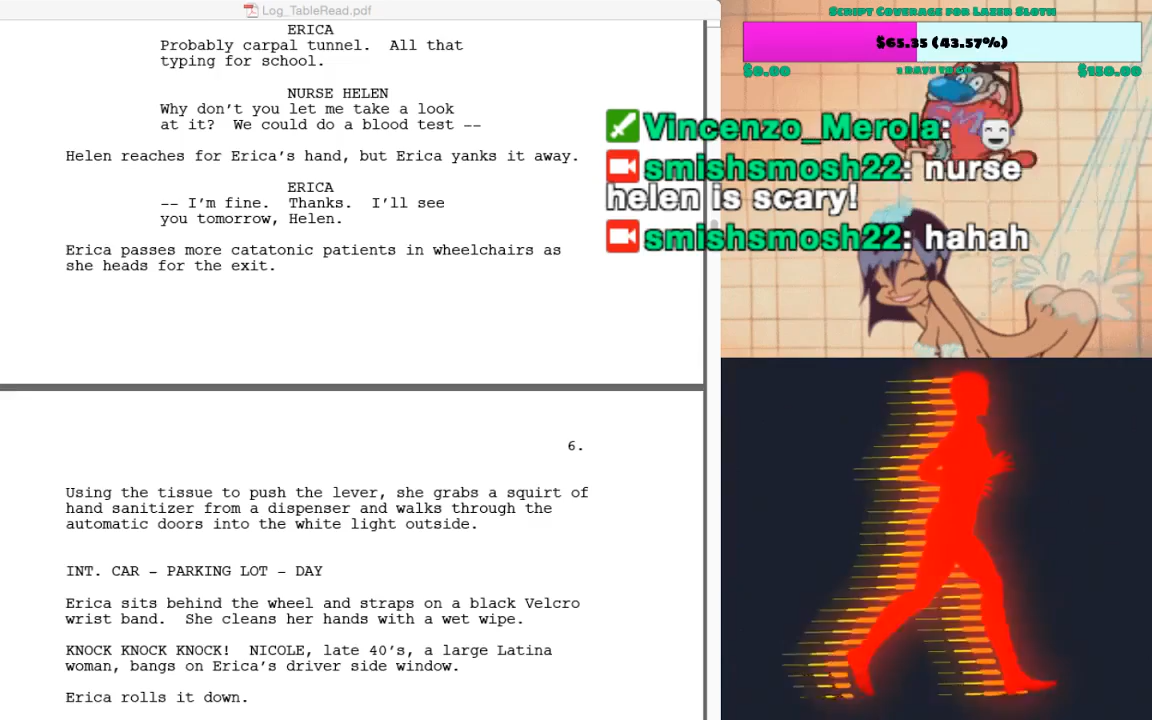 Log_TableRead.pdf
ERICA
Probably carpal tunnel. All that
typing for school.
NURSE HELEN
Why don't you let me take a look
at it? We could do a blood test --
Helen reaches for Erica's hand, but Erica yanks it away.
ERICA
-- I'm fine. Thanks. I'll see
you tomorrow, Helen.
Erica passes more catatonic patients in wheelchairs as
she heads for the exit.
6.
Using the tissue to push the lever, she grabs a squirt of
hand sanitizer from a dispenser and walks through the
automatic doors into the white light outside.
INT. CAR - PARKING LOT - DAY
Erica sits behind the wheel and straps on a black Velcro
wrist band. She cleans her hands with a wet wipe.
KNOCK KNOCK KNOCK! NICOLE, late 40's, a large Latina
woman, bangs on Erica's driver side window.
Erica rolls it down.
Script Coverage for Lazer Sloth
$65.35 (43.57%)
$0.00 DAYS TO GO $150.00
Vincenzo_Merola:
smishsmosh22: nurse
helen is scary!
smishsmosh22: hahah